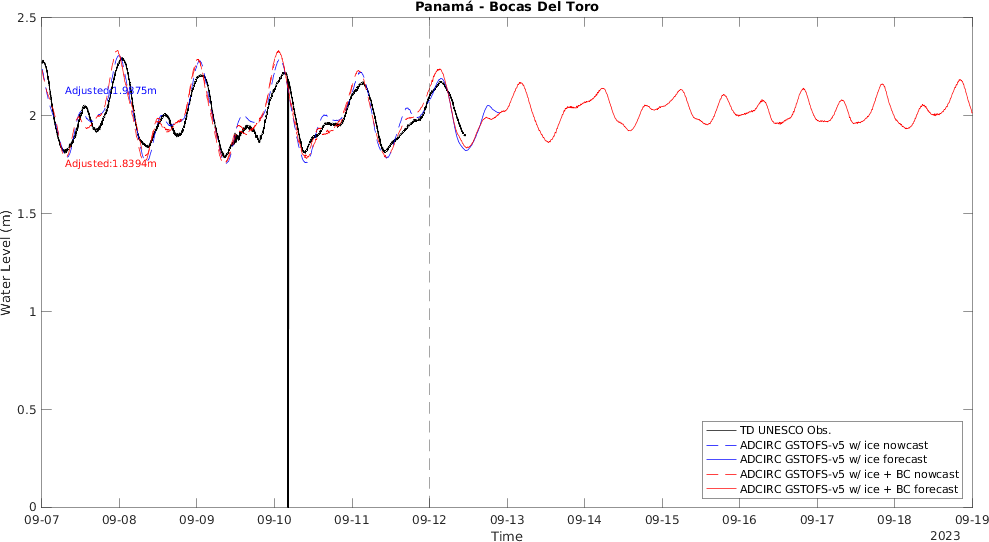 Panamá - Bocas Del Toro
Water Level (m)
2.5
2
1.5
1
0.5
0
Adjusted:1.9375m
Adjusted:1.8394m
TD UNESCO Obs.
ADCIRC GSTOFS-v5 w/ ice nowcast
ADCIRC GSTOFS-v5 w/ ice forecast
ADCIRC GSTOFS-v5 w/ ice + BC nowcast
ADCIRC GSTOFS-v5 w/ ice + BC forecast
09-07 09-08 09-09 09-10 09-11 09-12 09-13 09-14 09-15 09-16 09-17 09-18 09-19
Time
2023